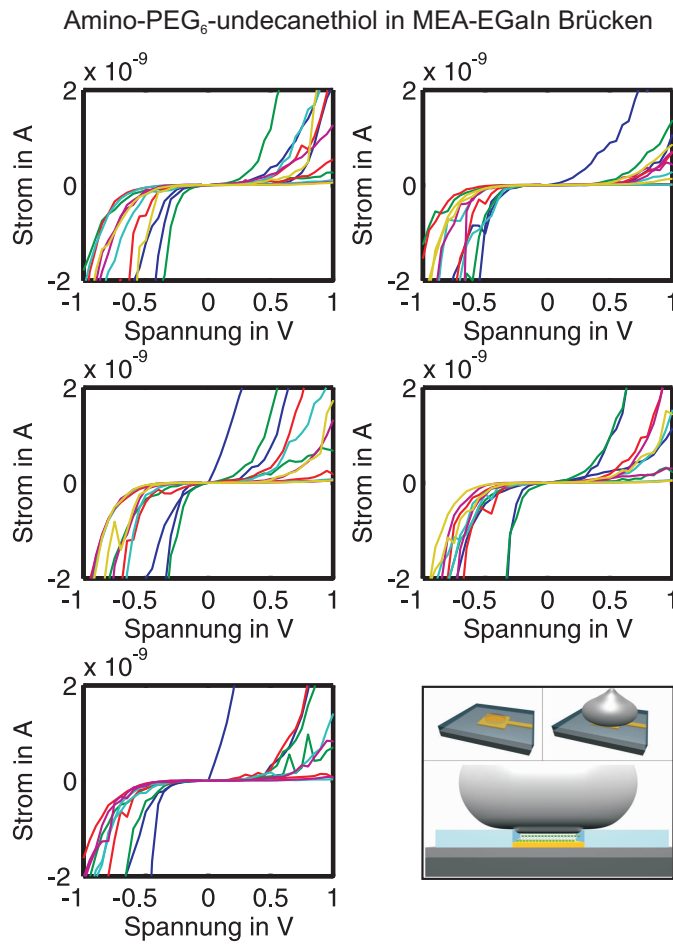 Amino-PEG₆-undecanethiol in MEA-EGaIn Brücken
x 10⁻⁹
2
0
-2
Strom in A
-1 -0.5 0 0.5 1
Spannung in V
x 10⁻⁹
2
0
-2
Strom in A
-1 -0.5 0 0.5 1
Spannung in V
x 10⁻⁹
2
0
-2
Strom in A
-1 -0.5 0 0.5 1
Spannung in V
x 10⁻⁹
2
0
-2
Strom in A
-1 -0.5 0 0.5 1
Spannung in V
x 10⁻⁹
2
0
-2
Strom in A
-1 -0.5 0 0.5 1
Spannung in V